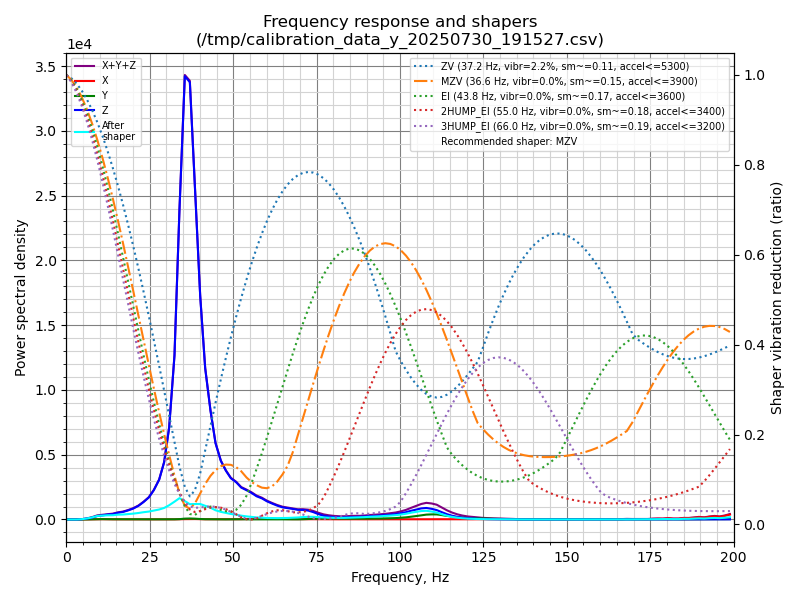 Frequency response and shapers
(/tmp/calibration_data_y_20250730_191527.csv)
1e4
X+Y+Z
X
Y
Z
After
shaper
ZV (37.2 Hz, vibr=2.2%, sm~=0.11, accel<=5300)
MZV (36.6 Hz, vibr=0.0%, sm~=0.15, accel<=3900)
EI (43.8 Hz, vibr=0.0%, sm~=0.17, accel<=3600)
2HUMP_EI (55.0 Hz, vibr=0.0%, sm~=0.18, accel<=3400)
3HUMP_EI (66.0 Hz, vibr=0.0%, sm~=0.19, accel<=3200)
Recommended shaper: MZV
Power spectral density
3.5
3.0
2.5
2.0
1.5
1.0
0.5
0.0
1.0
0.8
0.6
0.4
0.2
0.0
Shaper vibration reduction (ratio)
0 25 50 75 100 125 150 175 200
Frequency, Hz